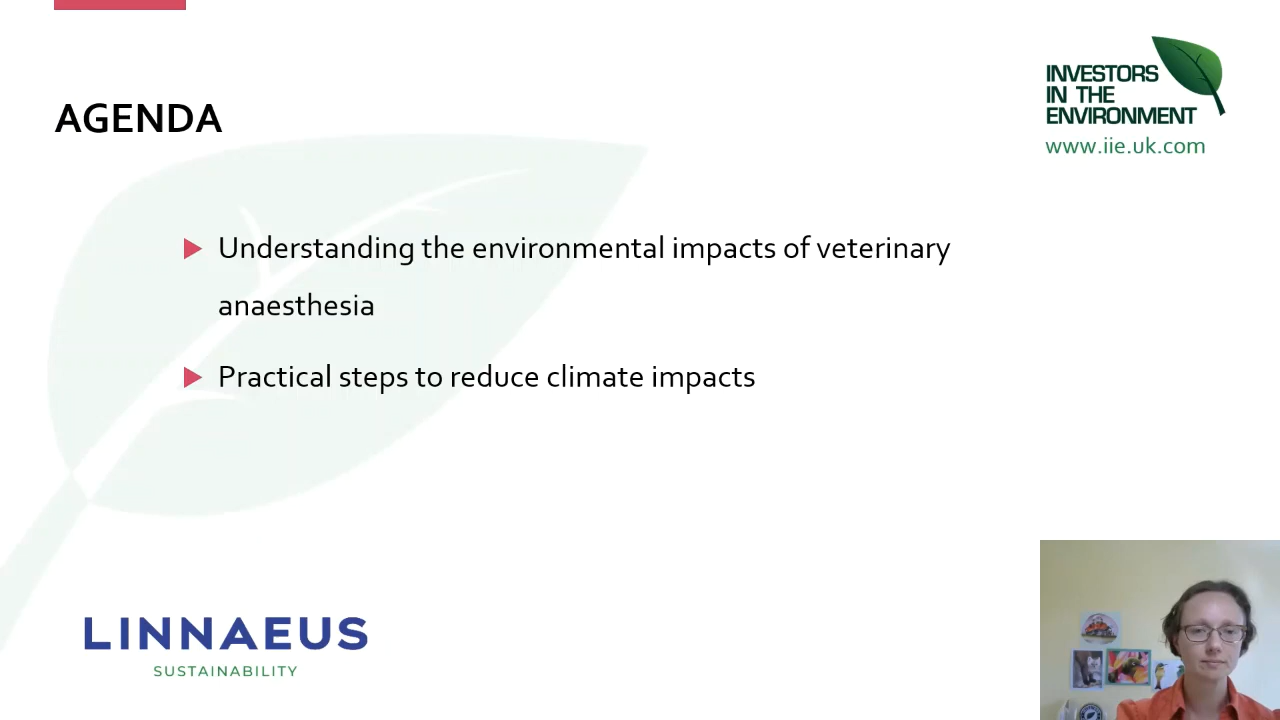 AGENDA
INVESTORS
IN THE
ENVIRONMENT
www.iie.uk.com
Understanding the environmental impacts of veterinary
anaesthesia
Practical steps to reduce climate impacts
LINNAEUS
SUSTAINABILITY